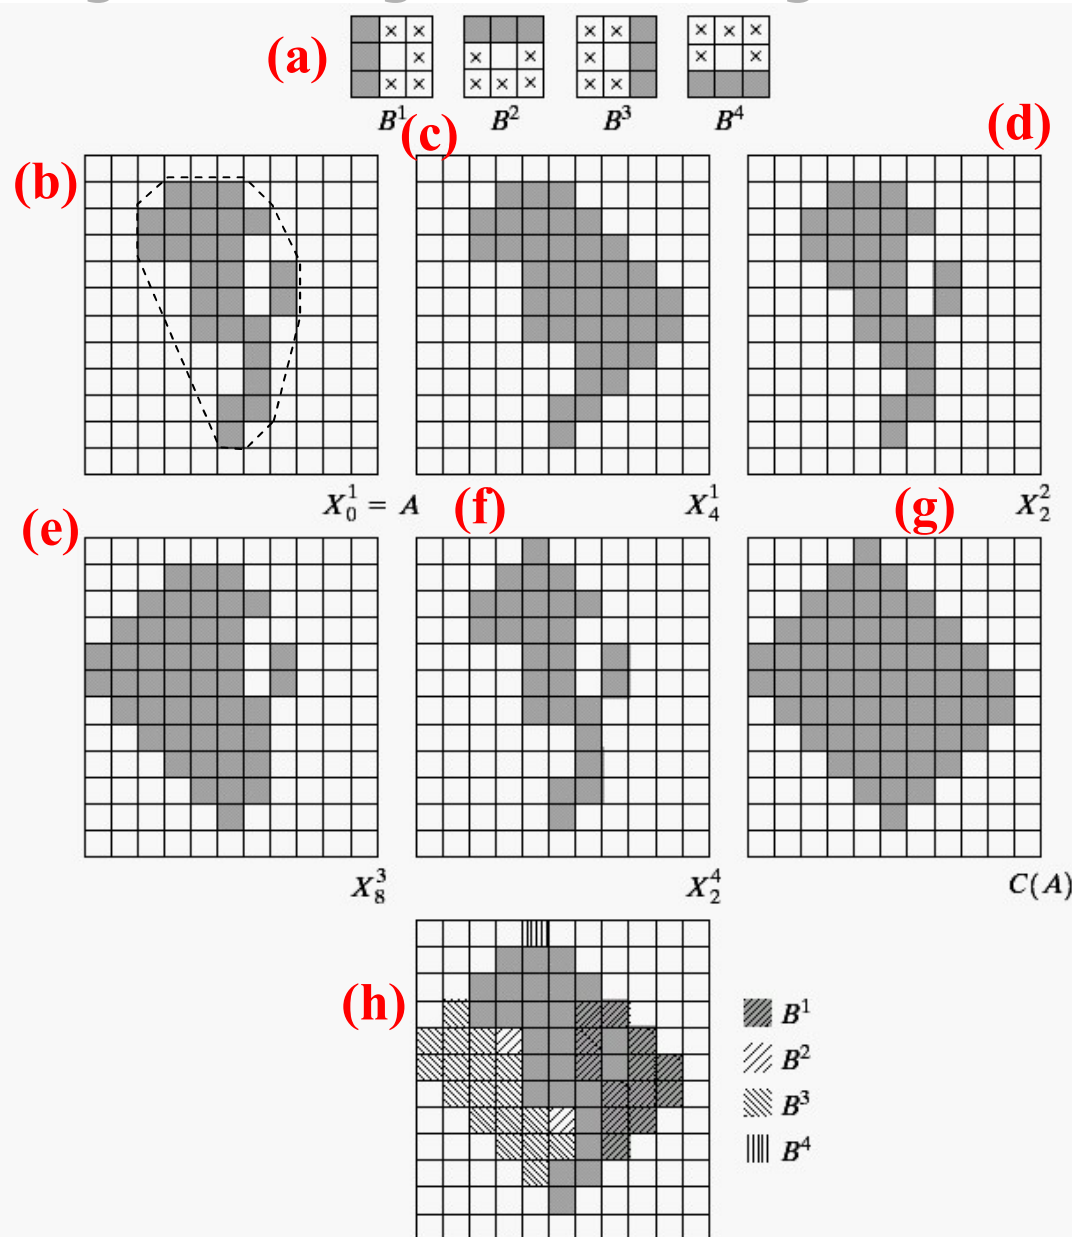 (a)
× × × × ×
× × × × ×
× × × × ×
× × × × ×
B¹ B² B³ B⁴
(b)
(c)
(d)
X₀¹ = A
X₄¹
X₂²
(e)
(f)
(g)
X₈³
X₂⁴
C(A)
(h)
B¹
B²
B³
B⁴